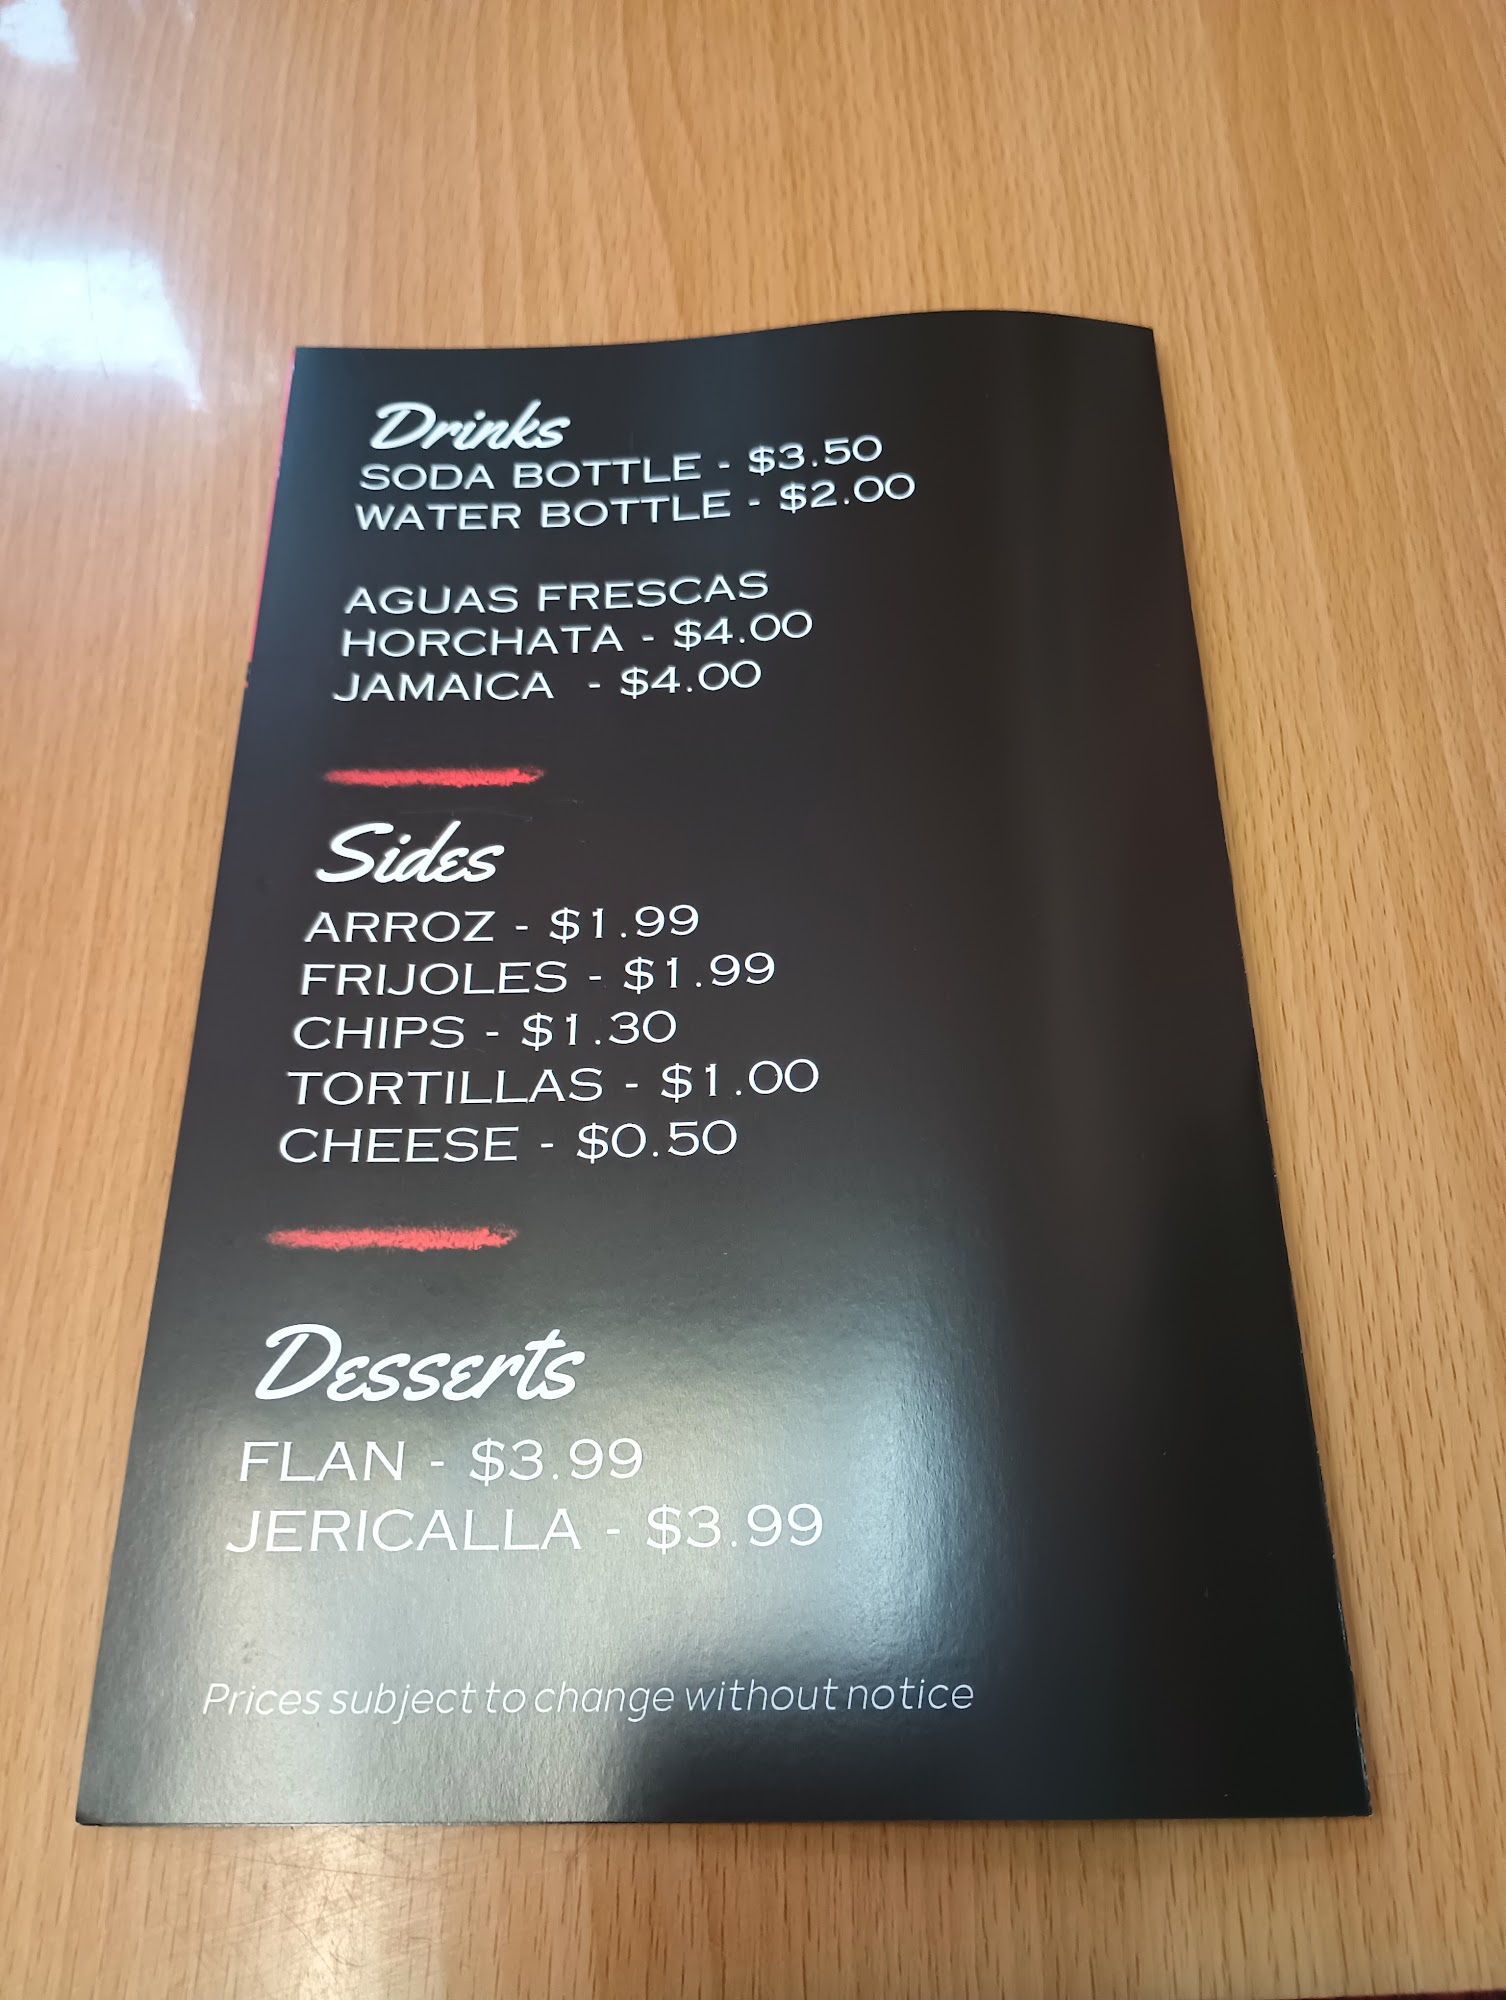 Drinks
SODA BOTTLE - $3.50
WATER BOTTLE - $2.00
AGUAS FRESCAS
HORCHATA - $4.00
JAMAICA - $4.00
Sides
ARROZ - $1.99
FRIJOLES - $1.99
CHIPS - $1.30
TORTILLAS - $1.00
CHEESE - $0.50
Desserts
FLAN - $3.99
JERICALLA - $3.99
Prices subject to change without notice